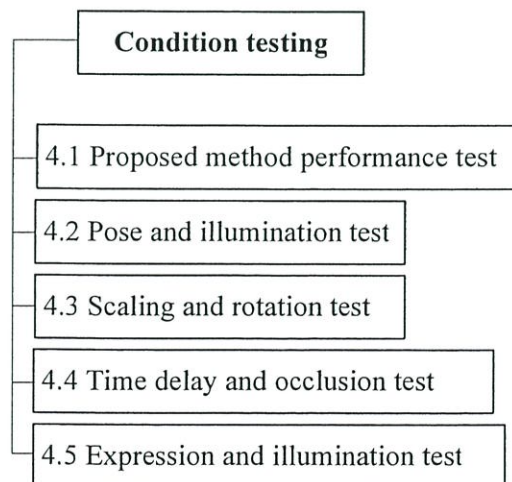 Condition testing
4.1 Proposed method performance test
4.2 Pose and illumination test
4.3 Scaling and rotation test
4.4 Time delay and occlusion test
4.5 Expression and illumination test